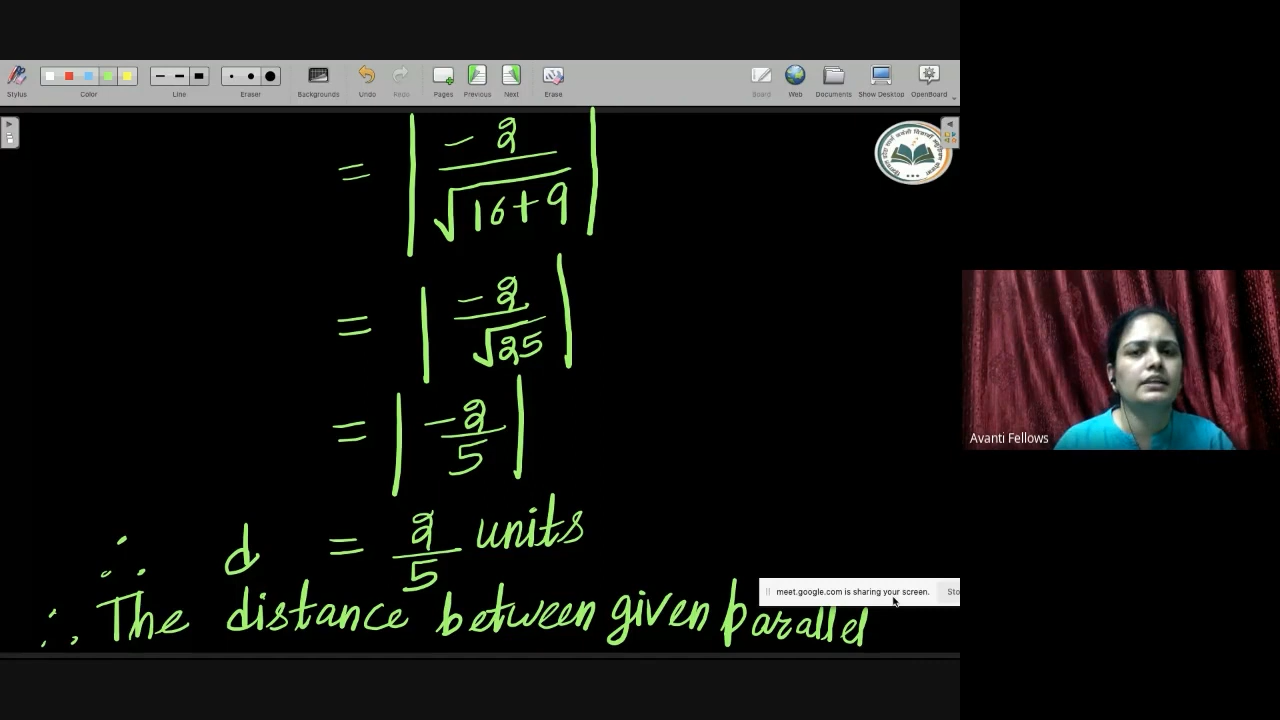 Stylus Color Line Eraser Backgrounds Undo Redo Pages Previous Next Erase Board Web Documents Show Desktop OpenBoard
= | -2 / √16+9 |
= | -2 / √25 |
= | -2 / 5 |
∴ d = 2/5 units
meet.google.com is sharing your screen. Sto
∴ The distance between given parallel
Avanti Fellows